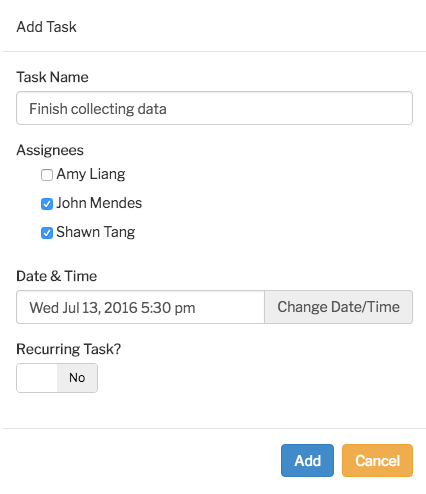 Add Task
Task Name
Finish collecting data
Assignees
Amy Liang
John Mendes
Shawn Tang
Date & Time
Wed Jul 13, 2016 5:30 pm Change Date/Time
Recurring Task?
No
Add Cancel